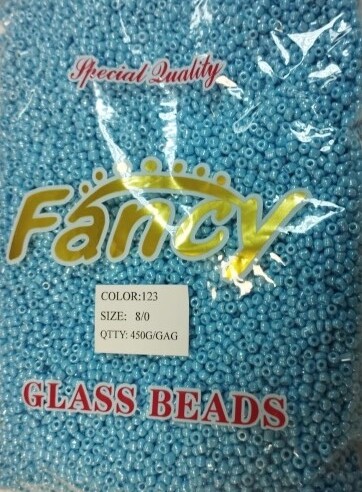 Special Quality
Fancy
COLOR:123
SIZE: 8/0
QTTY: 450G/GAG
GLASS BEADS